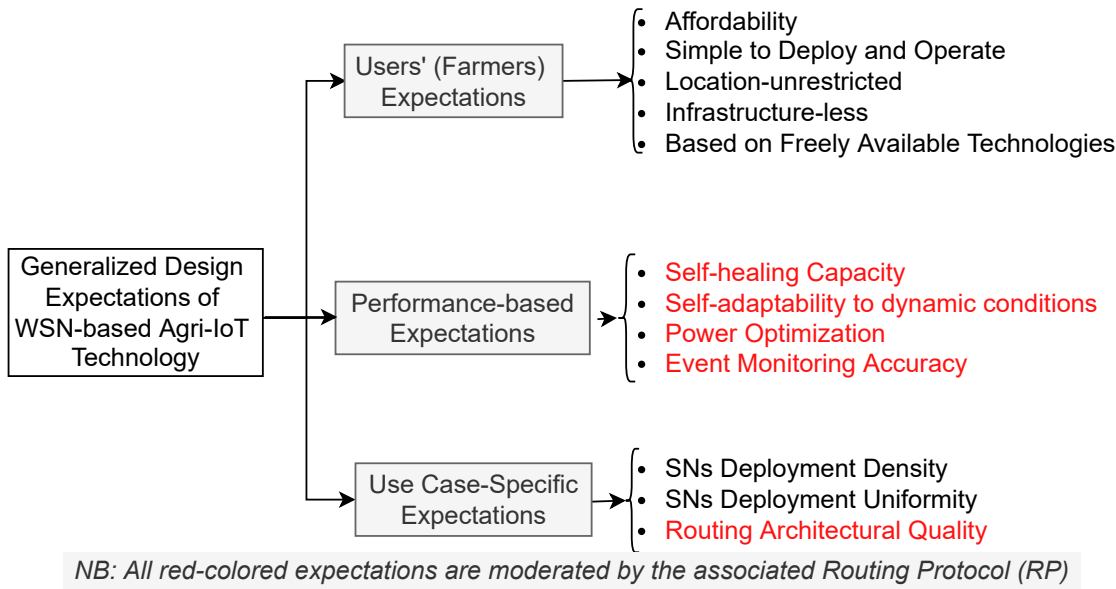 Generalized Design
Expectations of
WSN-based Agri-IoT
Technology
Users' (Farmers)
Expectations
• Affordability
• Simple to Deploy and Operate
• Location-unrestricted
• Infrastructure-less
• Based on Freely Available Technologies
Performance-based
Expectations
• Self-healing Capacity
• Self-adaptability to dynamic conditions
• Power Optimization
• Event Monitoring Accuracy
Use Case-Specific
Expectations
• SNs Deployment Density
• SNs Deployment Uniformity
• Routing Architectural Quality
NB: All red-colored expectations are moderated by the associated Routing Protocol (RP)